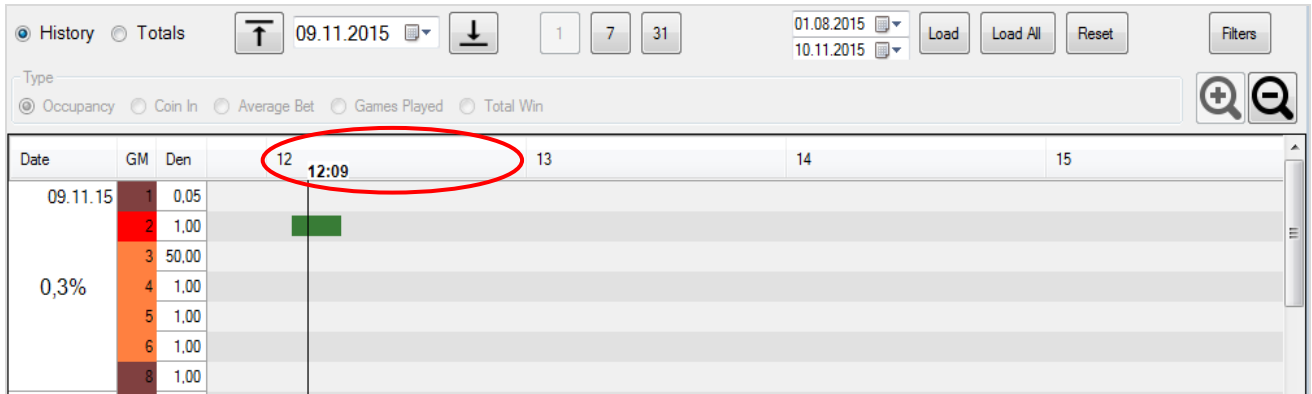 History Totals 09.11.2015 1 7 31 01.08.2015 Load Load All Reset Filters
10.11.2015
Type
Occupancy Coin In Average Bet Games Played Total Win
Date GM Den 12 13 14 15
12:09
09.11.15 1 0,05
2 1,00
3 50,00
0,3% 4 1,00
5 1,00
6 1,00
8 1,00